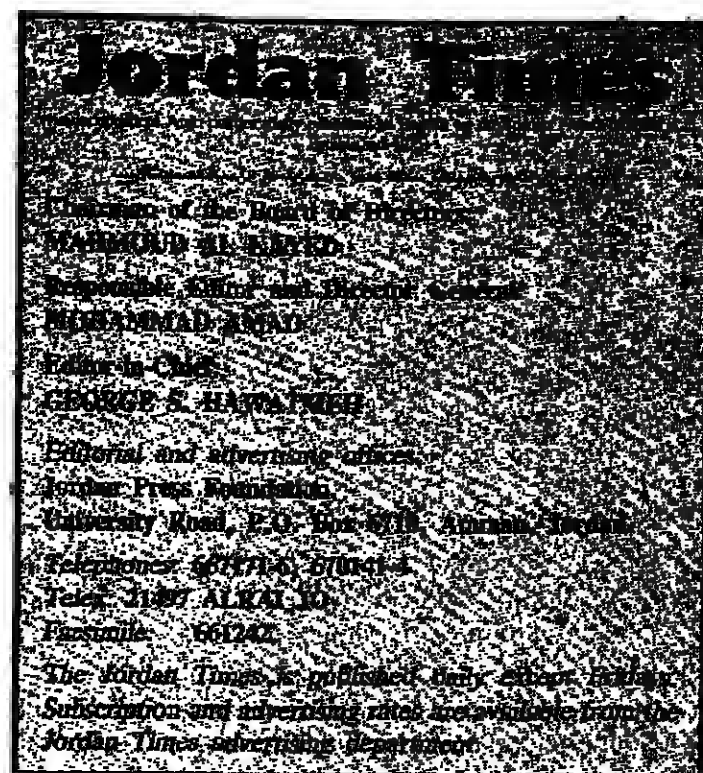 Jordan Times
Chairman of the Board of Directors:
MAHMOUD AL KAYED
Responsible Editor and Director General:
MOHAMMAD AMAD
Editor-in-Chief:
GEORGE S. HAWATMEH
Editorial and advertising offices:
Jordan Press Foundation,
University Road, P.O. Box 6710, Amman, Jordan.
Telephones: 667171-6, 670141-4
Telex: 21497 ALRAI JO
Facsimile: 661242
The Jordan Times is published daily except Fridays.
Subscription and advertising rates are available from the
Jordan Times advertising department.